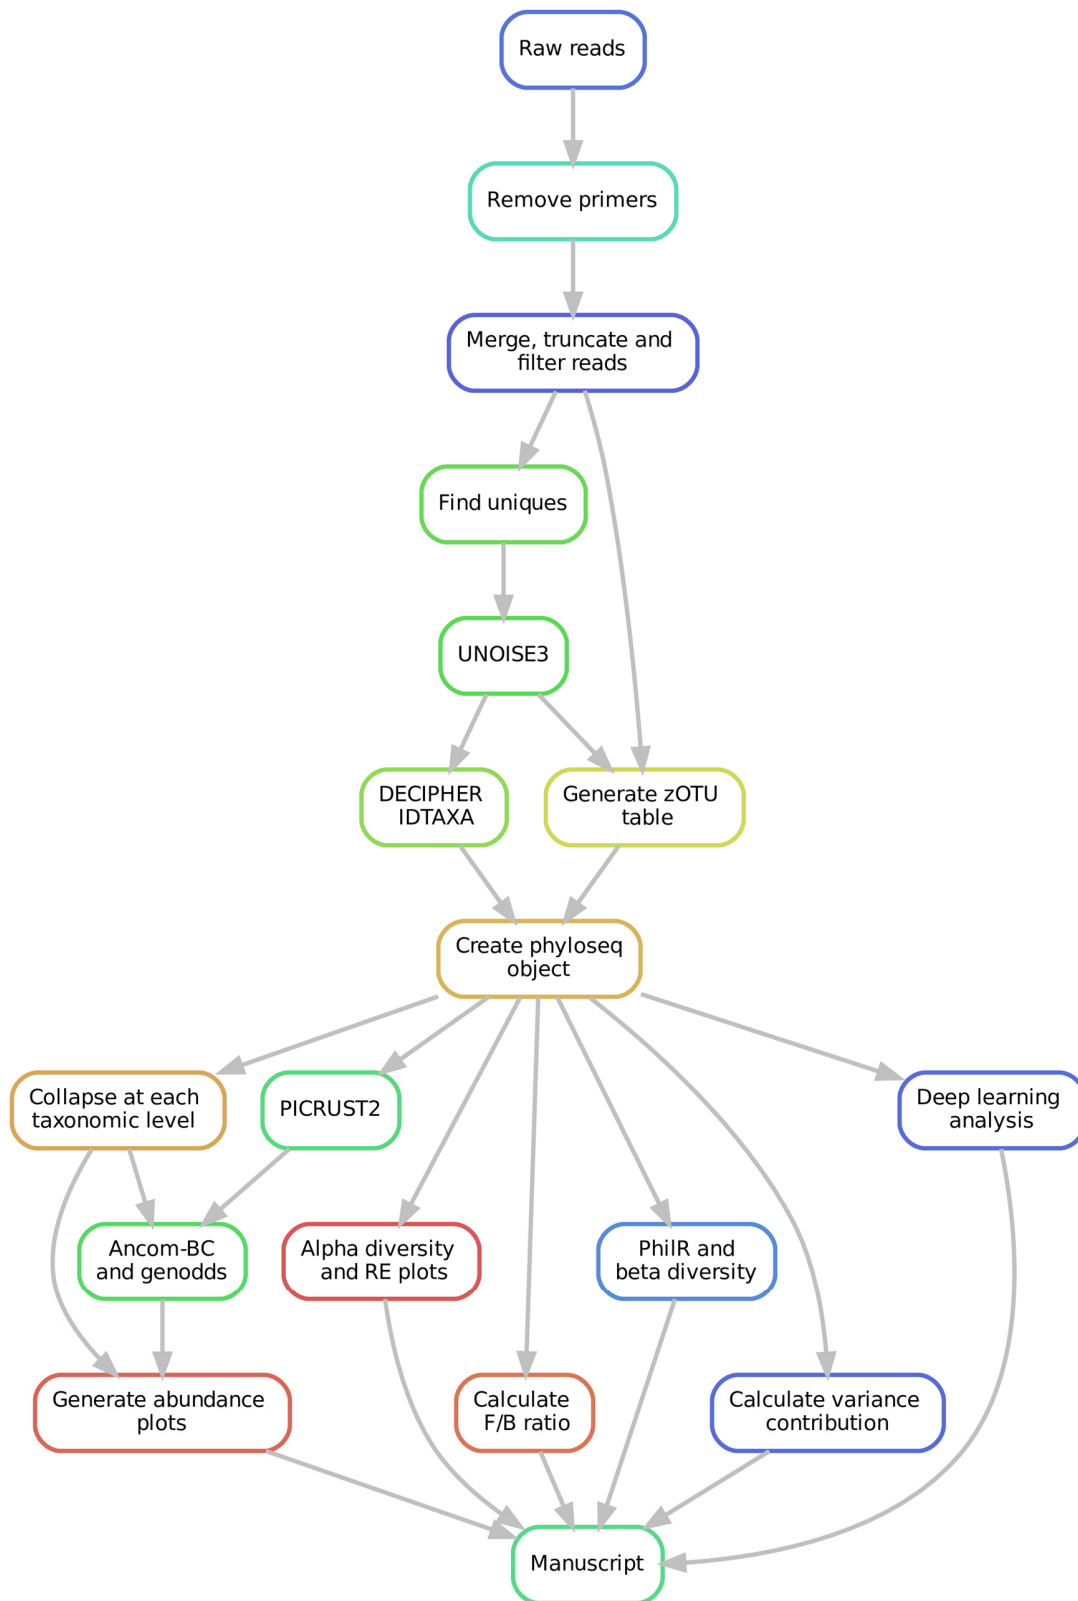 Raw reads
Remove primers
Merge, truncate and
filter reads
Find uniques
UNOISE3
DECIPHER
IDTAXA
Generate zOTU
table
Create phyloseq
object
Collapse at each
taxonomic level
PICRUST2
Deep learning
analysis
Ancom-BC
and genodds
Alpha diversity
and RE plots
PhilR and
beta diversity
Generate abundance
plots
Calculate
F/B ratio
Calculate variance
contribution
Manuscript